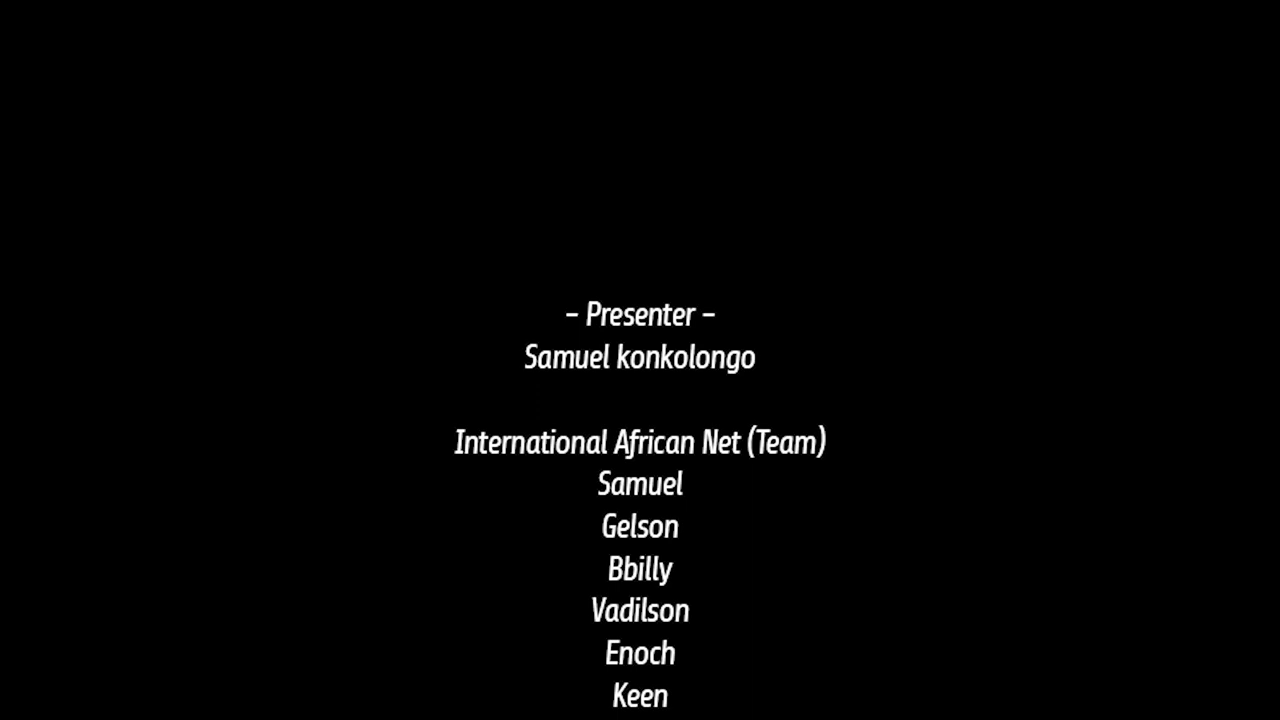 - Presenter -
Samuel konkolongo
International African Net (Team)
Samuel
Gelson
Bbilly
Vadilson
Enoch
Keen